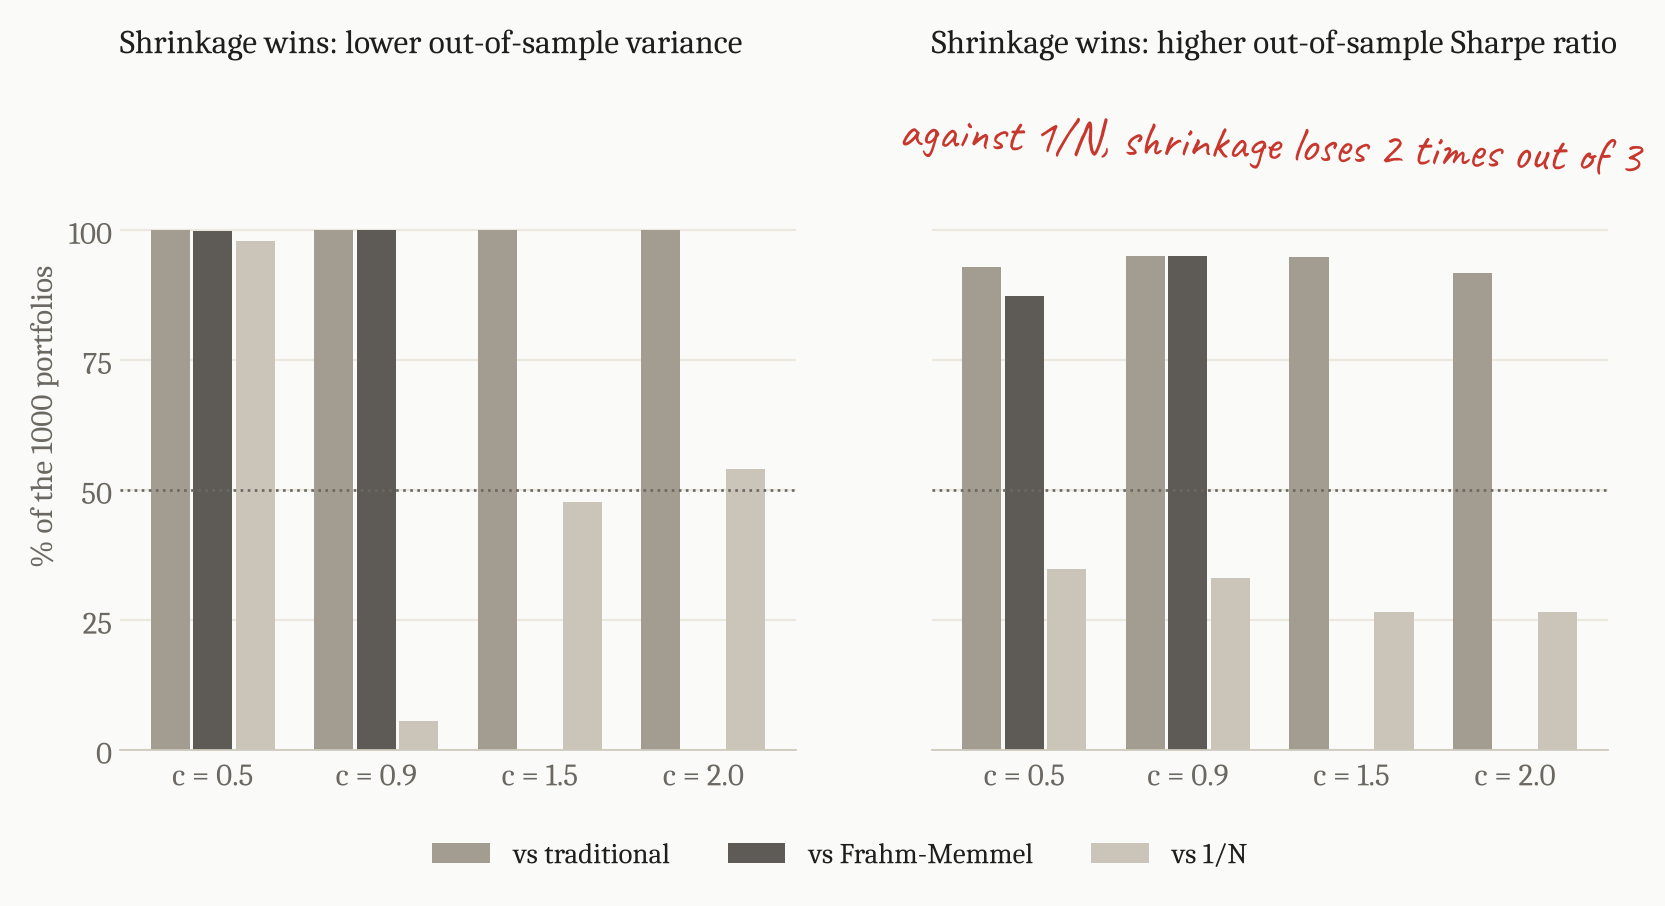 Shrinkage wins: lower out-of-sample variance
Shrinkage wins: higher out-of-sample Sharpe ratio
against 1/N, shrinkage loses 2 times out of 3
% of the 1000 portfolios
100
75
50
25
0
c = 0.5
c = 0.9
c = 1.5
c = 2.0
c = 0.5
c = 0.9
c = 1.5
c = 2.0
vs traditional
vs Frahm-Memmel
vs 1/N